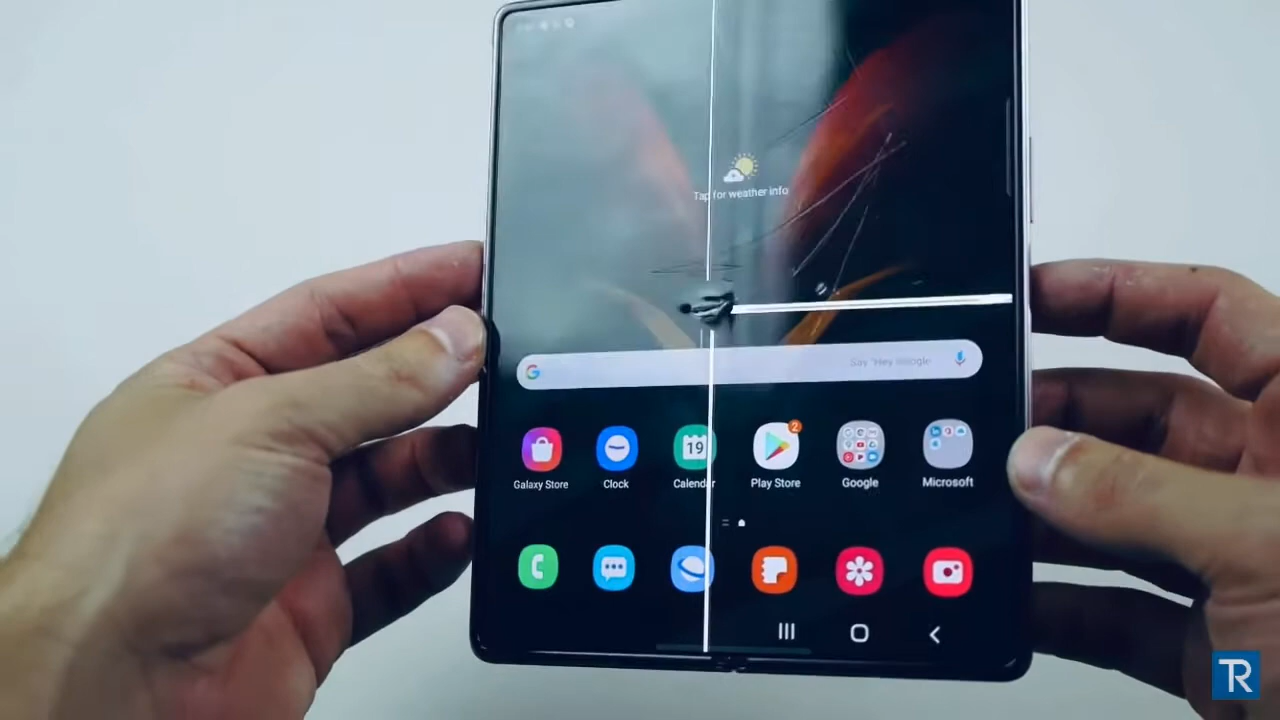 Tap for weather info
G
Say "Hey Google
19
2
Galaxy Store
Clock
Calendar
Play Store
Google
Microsoft
TR